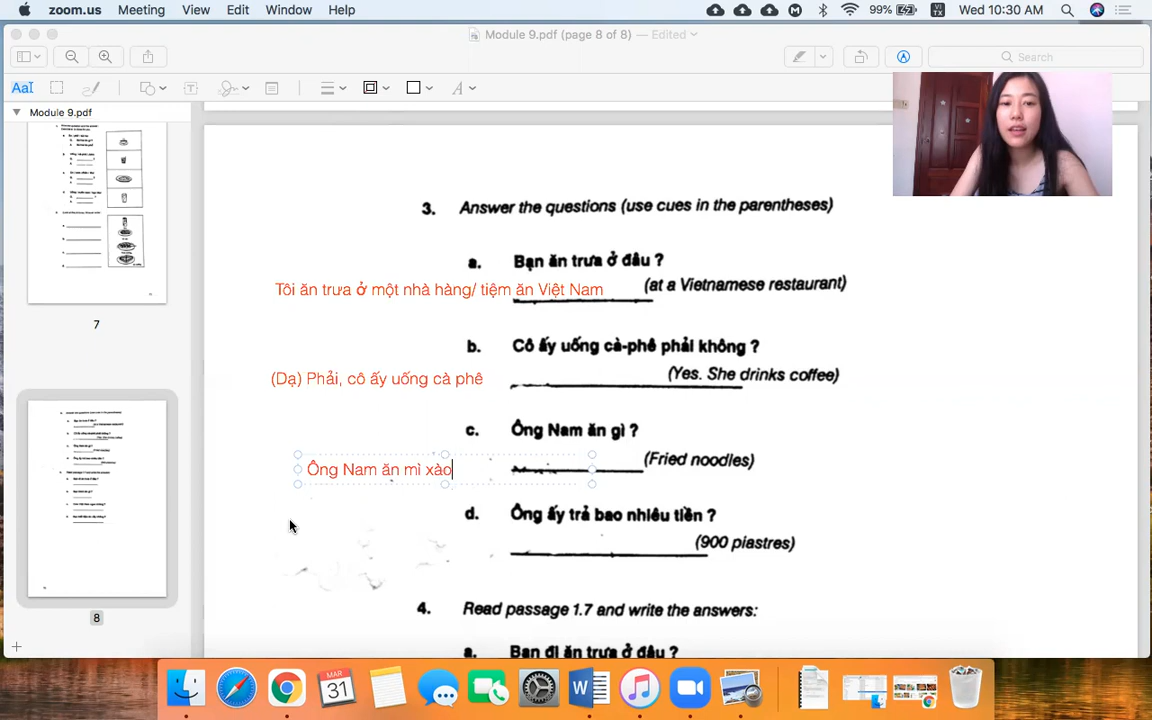 zoom.us Meeting View Edit Window Help 99% VI TX Wed 10:30 AM
Module 9.pdf (page 8 of 8) — Edited
Search
AaI
Module 9.pdf
7
8
3. Answer the questions (use cues in the parentheses)
a. Bạn ăn trưa ở đâu ?
Tôi ăn trưa ở một nhà hàng/ tiệm ăn Việt Nam (at a Vietnamese restaurant)
b. Cô ấy uống cà-phê phải không ?
(Dạ) Phải, cô ấy uống cà phê (Yes. She drinks coffee)
c. Ông Nam ăn gì ?
Ông Nam ăn mì xào (Fried noodles)
d. Ông ấy trả bao nhiêu tiền ?
(900 piastres)
4. Read passage 1.7 and write the answers:
a. Bạn đi ăn trưa ở đâu ?
MAR
31